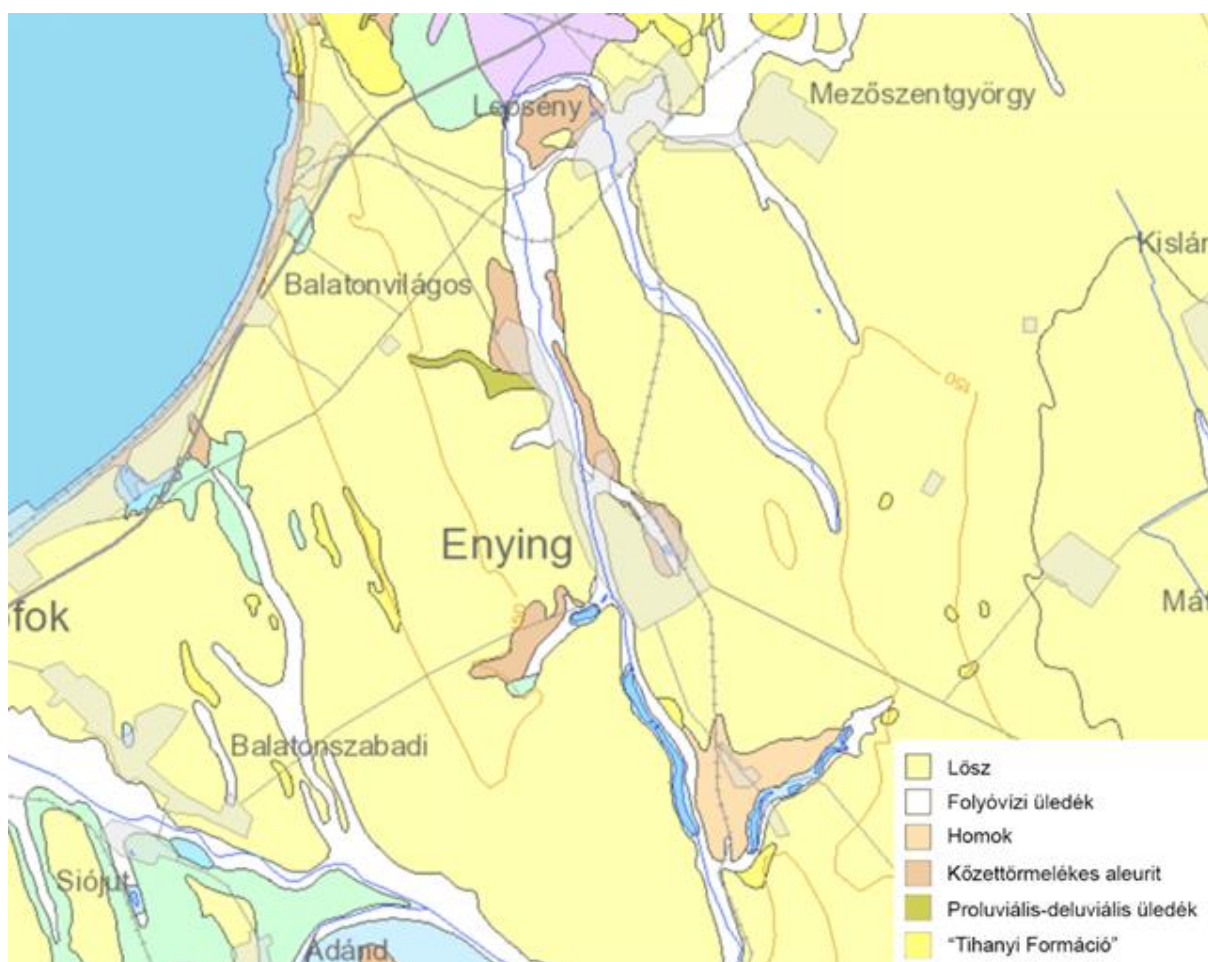 Mezőszentgyörgy
Lepsény
Kislán
Balatonvilágos
150
Enying
Mát
fok
Balatonszabadi
Siójut
Ádánd
Lösz
Folyóvízi üledék
Homok
Kőzettörmelékes aleurit
Proluviális-deluviális üledék
“Tihanyi Formáció”